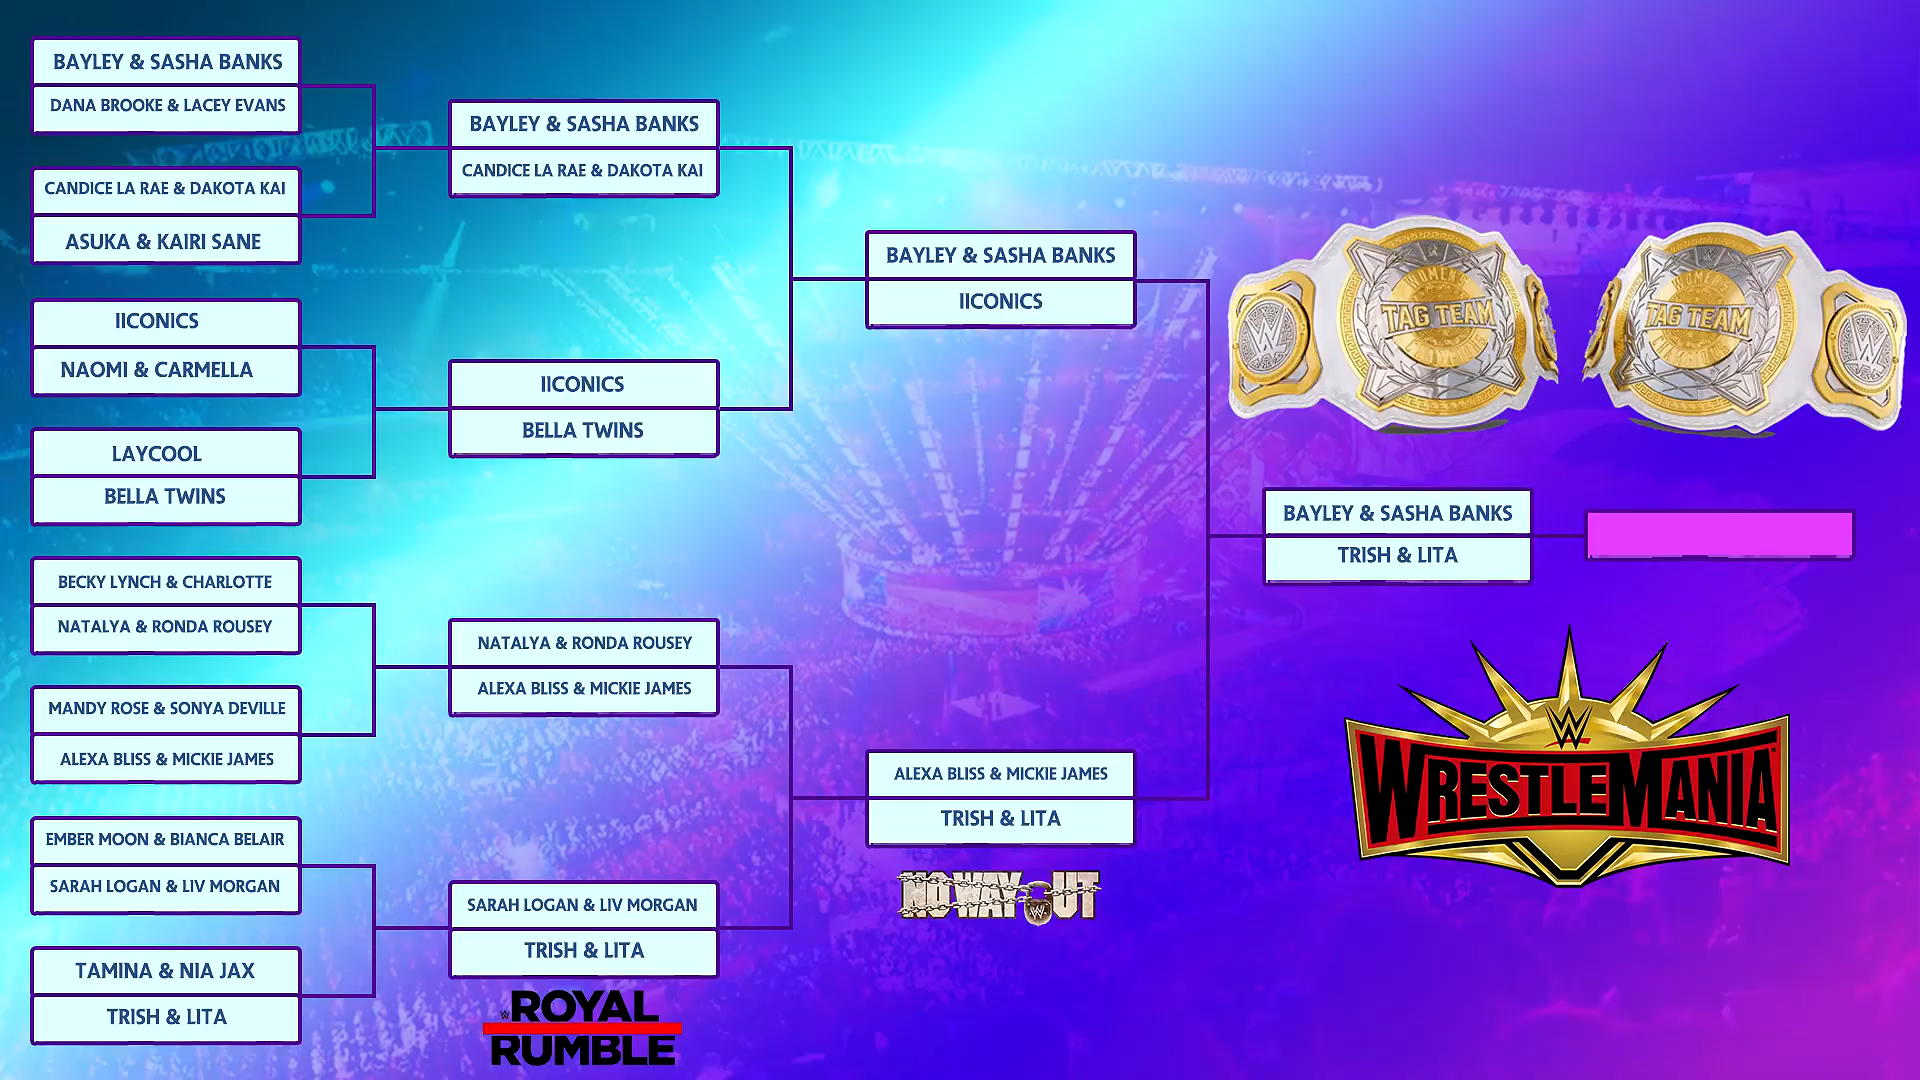 BAYLEY & SASHA BANKS
DANA BROOKE & LACEY EVANS
CANDICE LA RAE & DAKOTA KAI
ASUKA & KAIRI SANE
IICONICS
NAOMI & CARMELLA
LAYCOOL
BELLA TWINS
BECKY LYNCH & CHARLOTTE
NATALYA & RONDA ROUSEY
MANDY ROSE & SONYA DEVILLE
ALEXA BLISS & MICKIE JAMES
EMBER MOON & BIANCA BELAIR
SARAH LOGAN & LIV MORGAN
TAMINA & NIA JAX
TRISH & LITA
BAYLEY & SASHA BANKS
CANDICE LA RAE & DAKOTA KAI
IICONICS
BELLA TWINS
NATALYA & RONDA ROUSEY
ALEXA BLISS & MICKIE JAMES
SARAH LOGAN & LIV MORGAN
TRISH & LITA
ROYAL
RUMBLE
BAYLEY & SASHA BANKS
IICONICS
ALEXA BLISS & MICKIE JAMES
TRISH & LITA
NO WAY OUT
BAYLEY & SASHA BANKS
TRISH & LITA
WOMEN'S
TAG TEAM
WOMEN'S
TAG TEAM
WRESTLEMANIA